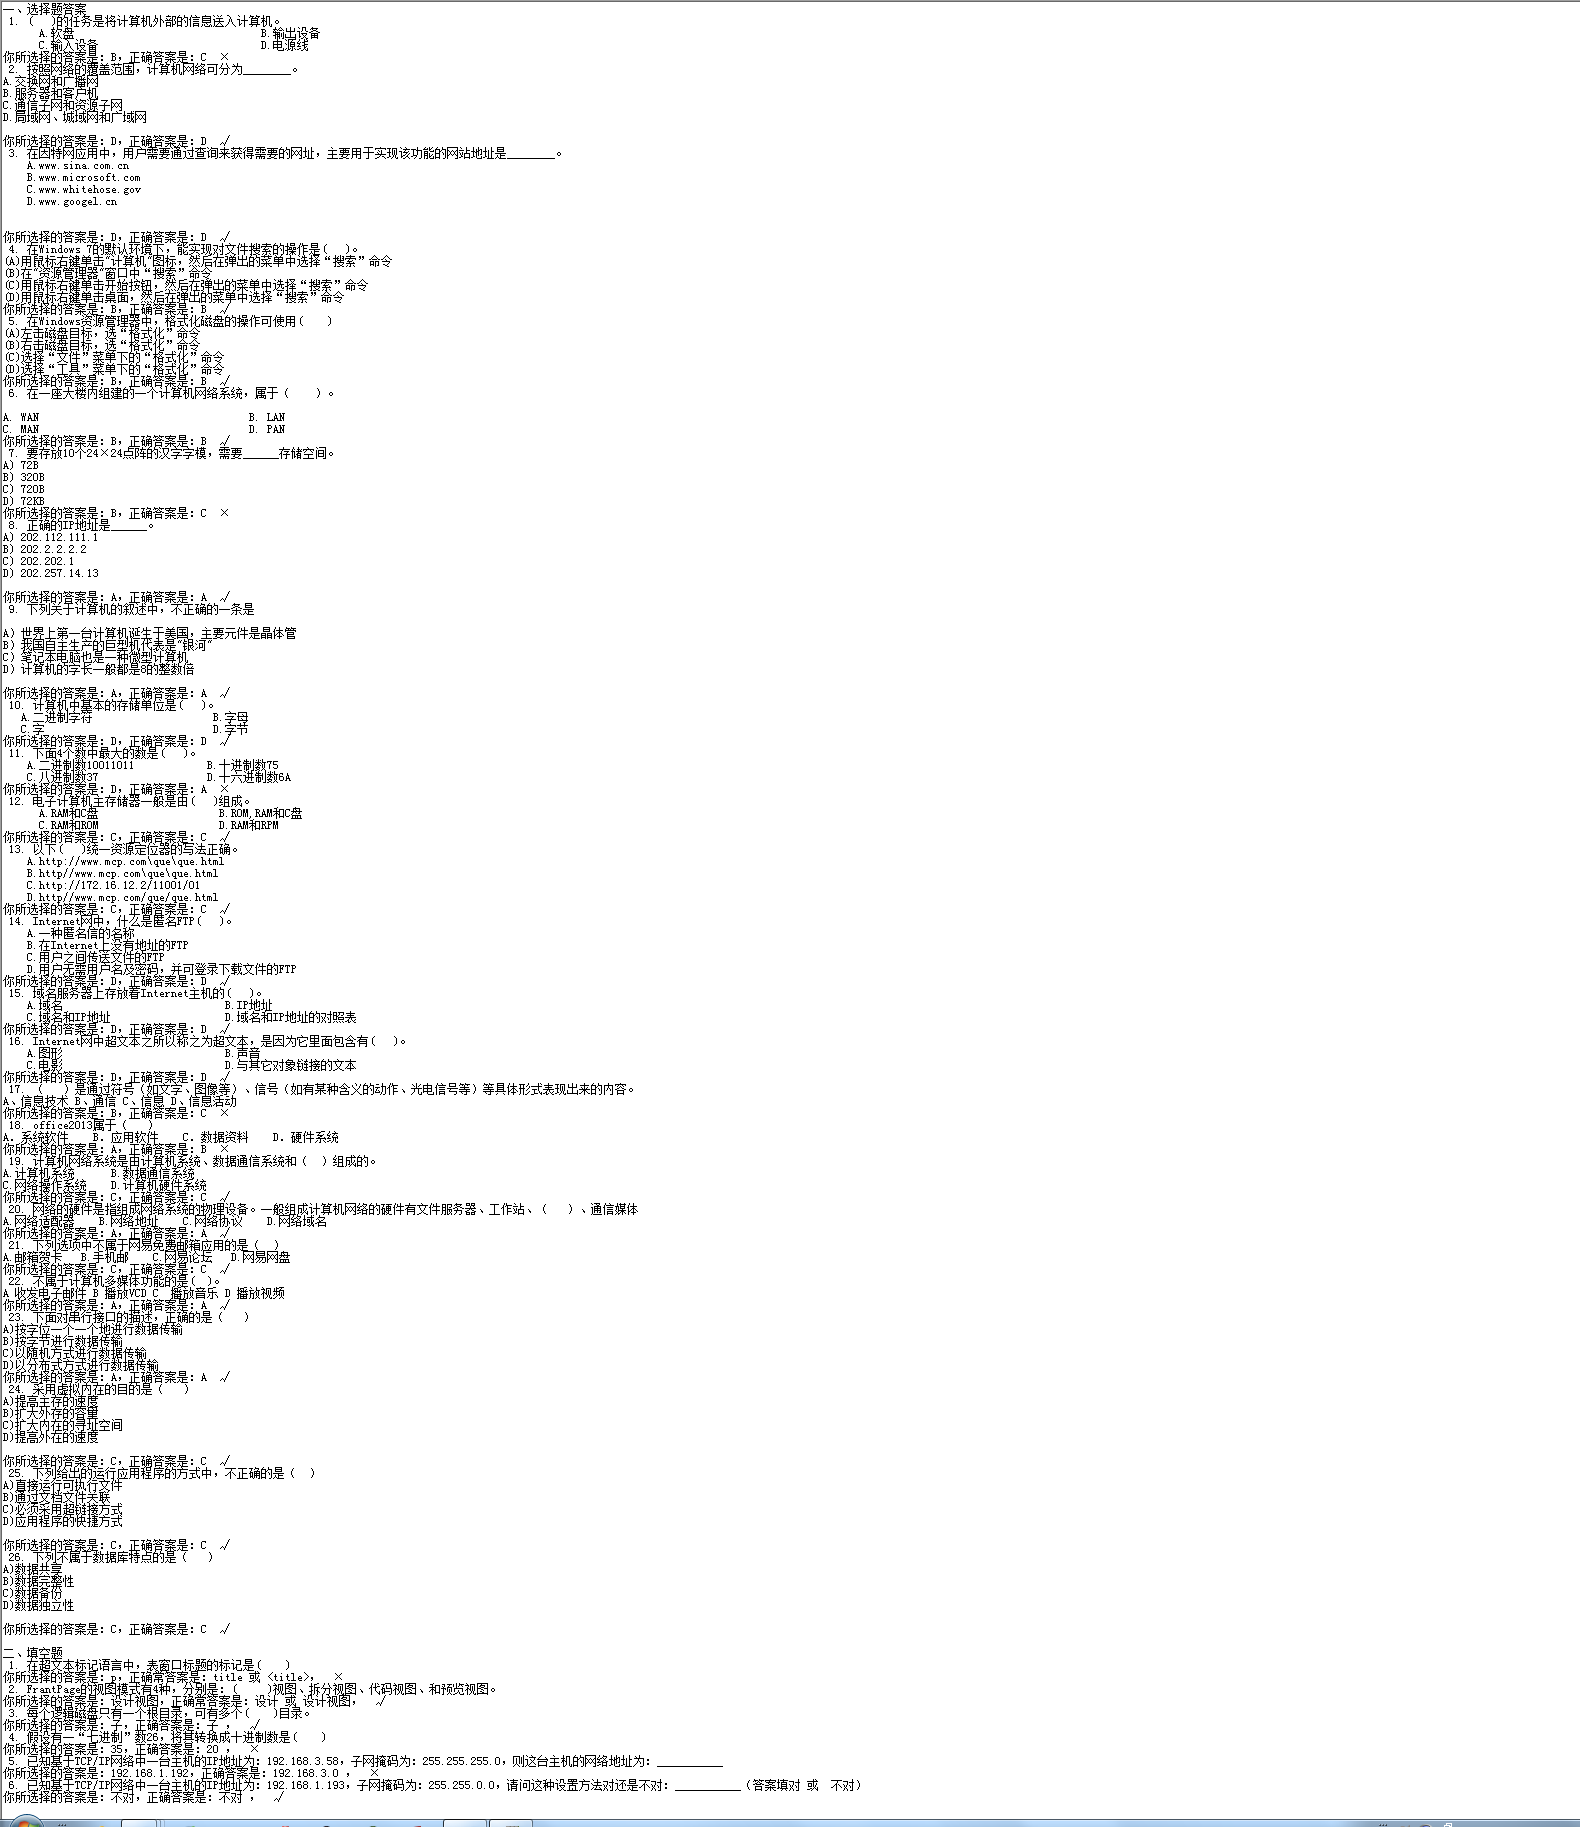 一、选择题答案
1. (  )的任务是将计算机外部的信息送入计算机。
A.软盘 B.输出设备
C.输入设备 D.电源线
你所选择的答案是: B, 正确答案是: C ×
2. 按照网络的覆盖范围, 计算机网络可分为________。
A.交换网和广播网
B.服务器和客户机
C.通信子网和资源子网
D.局域网、城域网和广域网
你所选择的答案是: D, 正确答案是: D √
3. 在因特网应用中, 用户需要通过查询来获得需要的网址, 主要用于实现该功能的网站地址是________。
A.www.sina.com.cn
B.www.microsoft.com
C.www.whitehose.gov
D.www.googel.cn
你所选择的答案是: D, 正确答案是: D √
4. 在Windows 7的默认环境下, 能实现对文件搜索的操作是(  )。
(A)用鼠标右键单击"计算机"图标, 然后在弹出的菜单中选择“搜索”命令
(B)在"资源管理器"窗口中“搜索”命令
(C)用鼠标右键单击开始按钮, 然后在弹出的菜单中选择“搜索”命令
(D)用鼠标右键单击桌面, 然后在弹出的菜单中选择“搜索”命令
你所选择的答案是: B, 正确答案是: B √
5. 在Windows资源管理器中, 格式化磁盘的操作可使用(   )
(A)左击磁盘目标, 选“格式化”命令
(B)右击磁盘目标, 选“格式化”命令
(C)选择“文件”菜单下的“格式化”命令
(D)选择“工具”菜单下的“格式化”命令
你所选择的答案是: B, 正确答案是: B √
6. 在一座大楼内组建的一个计算机网络系统, 属于 (   ) 。
A. WAN B. LAN
C. MAN D. PAN
你所选择的答案是: B, 正确答案是: B √
7. 要存放10个24×24点阵的汉字字模, 需要______存储空间。
A) 72B
B) 320B
C) 720B
D) 72KB
你所选择的答案是: B, 正确答案是: C ×
8. 正确的IP地址是______。
A) 202.112.111.1
B) 202.2.2.2.2
C) 202.202.1
D) 202.257.14.13
你所选择的答案是: A, 正确答案是: A √
9. 下列关于计算机的叙述中, 不正确的一条是
A) 世界上第一台计算机诞生于美国, 主要元件是晶体管
B) 我国自主生产的巨型机代表是"银河"
C) 笔记本电脑也是一种微型计算机
D) 计算机的字长一般都是8的整数倍
你所选择的答案是: A, 正确答案是: A √
10. 计算机中基本的存储单位是(  )。
A.二进制字符 B.字母
C.字 D.字节
你所选择的答案是: D, 正确答案是: D √
11. 下面4个数中最大的数是(  )。
A.二进制数10011011 B.十进制数75
C.八进制数37 D.十六进制数6A
你所选择的答案是: D, 正确答案是: A ×
12. 电子计算机主存储器一般是由(  )组成。
A.RAM和C盘 B.ROM,RAM和C盘
C.RAM和ROM D.RAM和RPM
你所选择的答案是: C, 正确答案是: C √
13. 以下(  )统一资源定位器的写法正确。
A.http://www.mcp.com\que\que.html
B.http//www.mcp.com\que\que.html
C.http://172.16.12.2/11001/01
D.http//www.mcp.com/que/que.html
你所选择的答案是: C, 正确答案是: C √
14. Internet网中, 什么是匿名FTP(  )。
A.一种匿名信的名称
B.在Internet上没有地址的FTP
C.用户之间传送文件的FTP
D.用户无需用户名及密码, 并可登录下载文件的FTP
你所选择的答案是: D, 正确答案是: D √
15. 域名服务器上存放着Internet主机的(  )。
A.域名 B.IP地址
C.域名和IP地址 D.域名和IP地址的对照表
你所选择的答案是: D, 正确答案是: D √
16. Internet网中超文本之所以称之为超文本, 是因为它里面包含有(  )。
A.图形 B.声音
C.电影 D.与其它对象链接的文本
你所选择的答案是: D, 正确答案是: D √
17. (   ) 是通过符号 (如文字、图像等) 、信号 (如有某种含义的动作、光电信号等) 等具体形式表现出来的内容。
A、信息技术 B、通信 C、信息 D、信息活动
你所选择的答案是: B, 正确答案是: C ×
18. office2013属于 (   )
A. 系统软件 B. 应用软件 C. 数据资料 D. 硬件系统
你所选择的答案是: A, 正确答案是: B ×
19. 计算机网络系统是由计算机系统、数据通信系统和 (  ) 组成的。
A.计算机系统 B.数据通信系统
C.网络操作系统 D.计算机硬件系统
你所选择的答案是: C, 正确答案是: C √
20. 网络的硬件是指组成网络系统的物理设备。一般组成计算机网络的硬件有文件服务器、工作站、 (   ) 、通信媒体
A.网络适配器 B.网络地址 C.网络协议 D.网络域名
你所选择的答案是: A, 正确答案是: A √
21. 下列选项中不属于网易免费邮箱应用的是 (  )
A.邮箱贺卡 B.手机邮 C.网易论坛 D.网易网盘
你所选择的答案是: C, 正确答案是: C √
22. 不属于计算机多媒体功能的是( )。
A 收发电子邮件 B 播放VCD C 播放音乐 D 播放视频
你所选择的答案是: A, 正确答案是: A √
23. 下面对串行接口的描述, 正确的是 (   )
A)按字位一个一个地进行数据传输
B)按字节进行数据传输
C)以随机方式进行数据传输
D)以分布式方式进行数据传输
你所选择的答案是: A, 正确答案是: A √
24. 采用虚拟内在的目的是 (   )
A)提高主存的速度
B)扩大外存的容量
C)扩大内在的寻址空间
D)提高外在的速度
你所选择的答案是: C, 正确答案是: C √
25. 下列给出的运行应用程序的方式中, 不正确的是 (  )
A)直接运行可执行文件
B)通过文档文件关联
C)必须采用超链接方式
D)应用程序的快捷方式
你所选择的答案是: C, 正确答案是: C √
26. 下列不属于数据库特点的是 (   )
A)数据共享
B)数据完整性
C)数据备份
D)数据独立性
你所选择的答案是: C, 正确答案是: C √
二、填空题
1. 在超文本标记语言中, 表窗口标题的标记是(   )
你所选择的答案是: p, 正确常答案是: title 或 <title>, ×
2. FrantPage的视图模式有4种, 分别是: (   )视图、拆分视图、代码视图、和预览视图。
你所选择的答案是: 设计视图, 正确常答案是: 设计 或 设计视图, √
3. 每个逻辑磁盘只有一个根目录, 可有多个(   )目录。
你所选择的答案是: 子, 正确答案是: 子 , √
4. 假设有一“七进制”数26, 将其转换成十进制数是(   )
你所选择的答案是: 35, 正确答案是: 20 , ×
5. 已知基于TCP/IP网络中一台主机的IP地址为: 192.168.3.58, 子网掩码为: 255.255.255.0, 则这台主机的网络地址为: ___________
你所选择的答案是: 192.168.1.192, 正确答案是: 192.168.3.0 , ×
6. 已知基于TCP/IP网络中一台主机的IP地址为: 192.168.1.193, 子网掩码为: 255.255.0.0, 请问这种设置方法对还是不对: ___________ (答案填对 或 不对)
你所选择的答案是: 不对, 正确答案是: 不对 , √